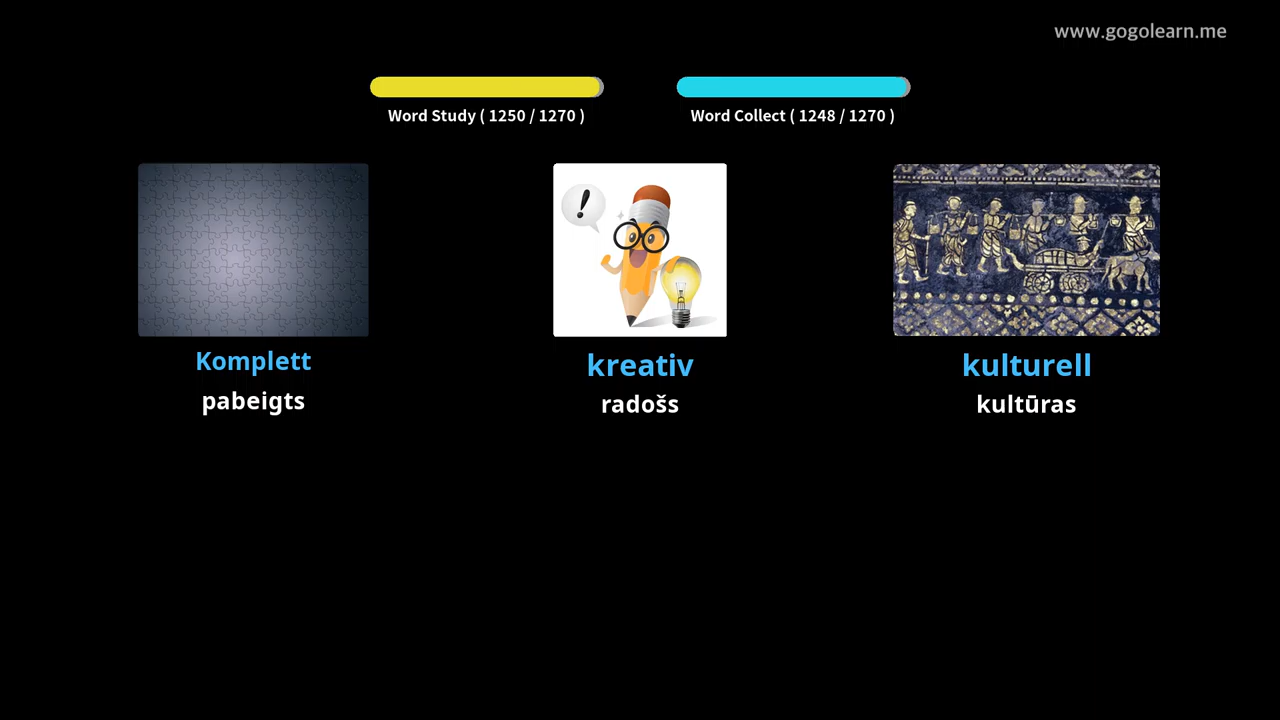 www.gogolearn.me
Word Study ( 1250 / 1270 )
Word Collect ( 1248 / 1270 )
!
Komplett
kreativ
kulturell
pabeigts
radošs
kultūras